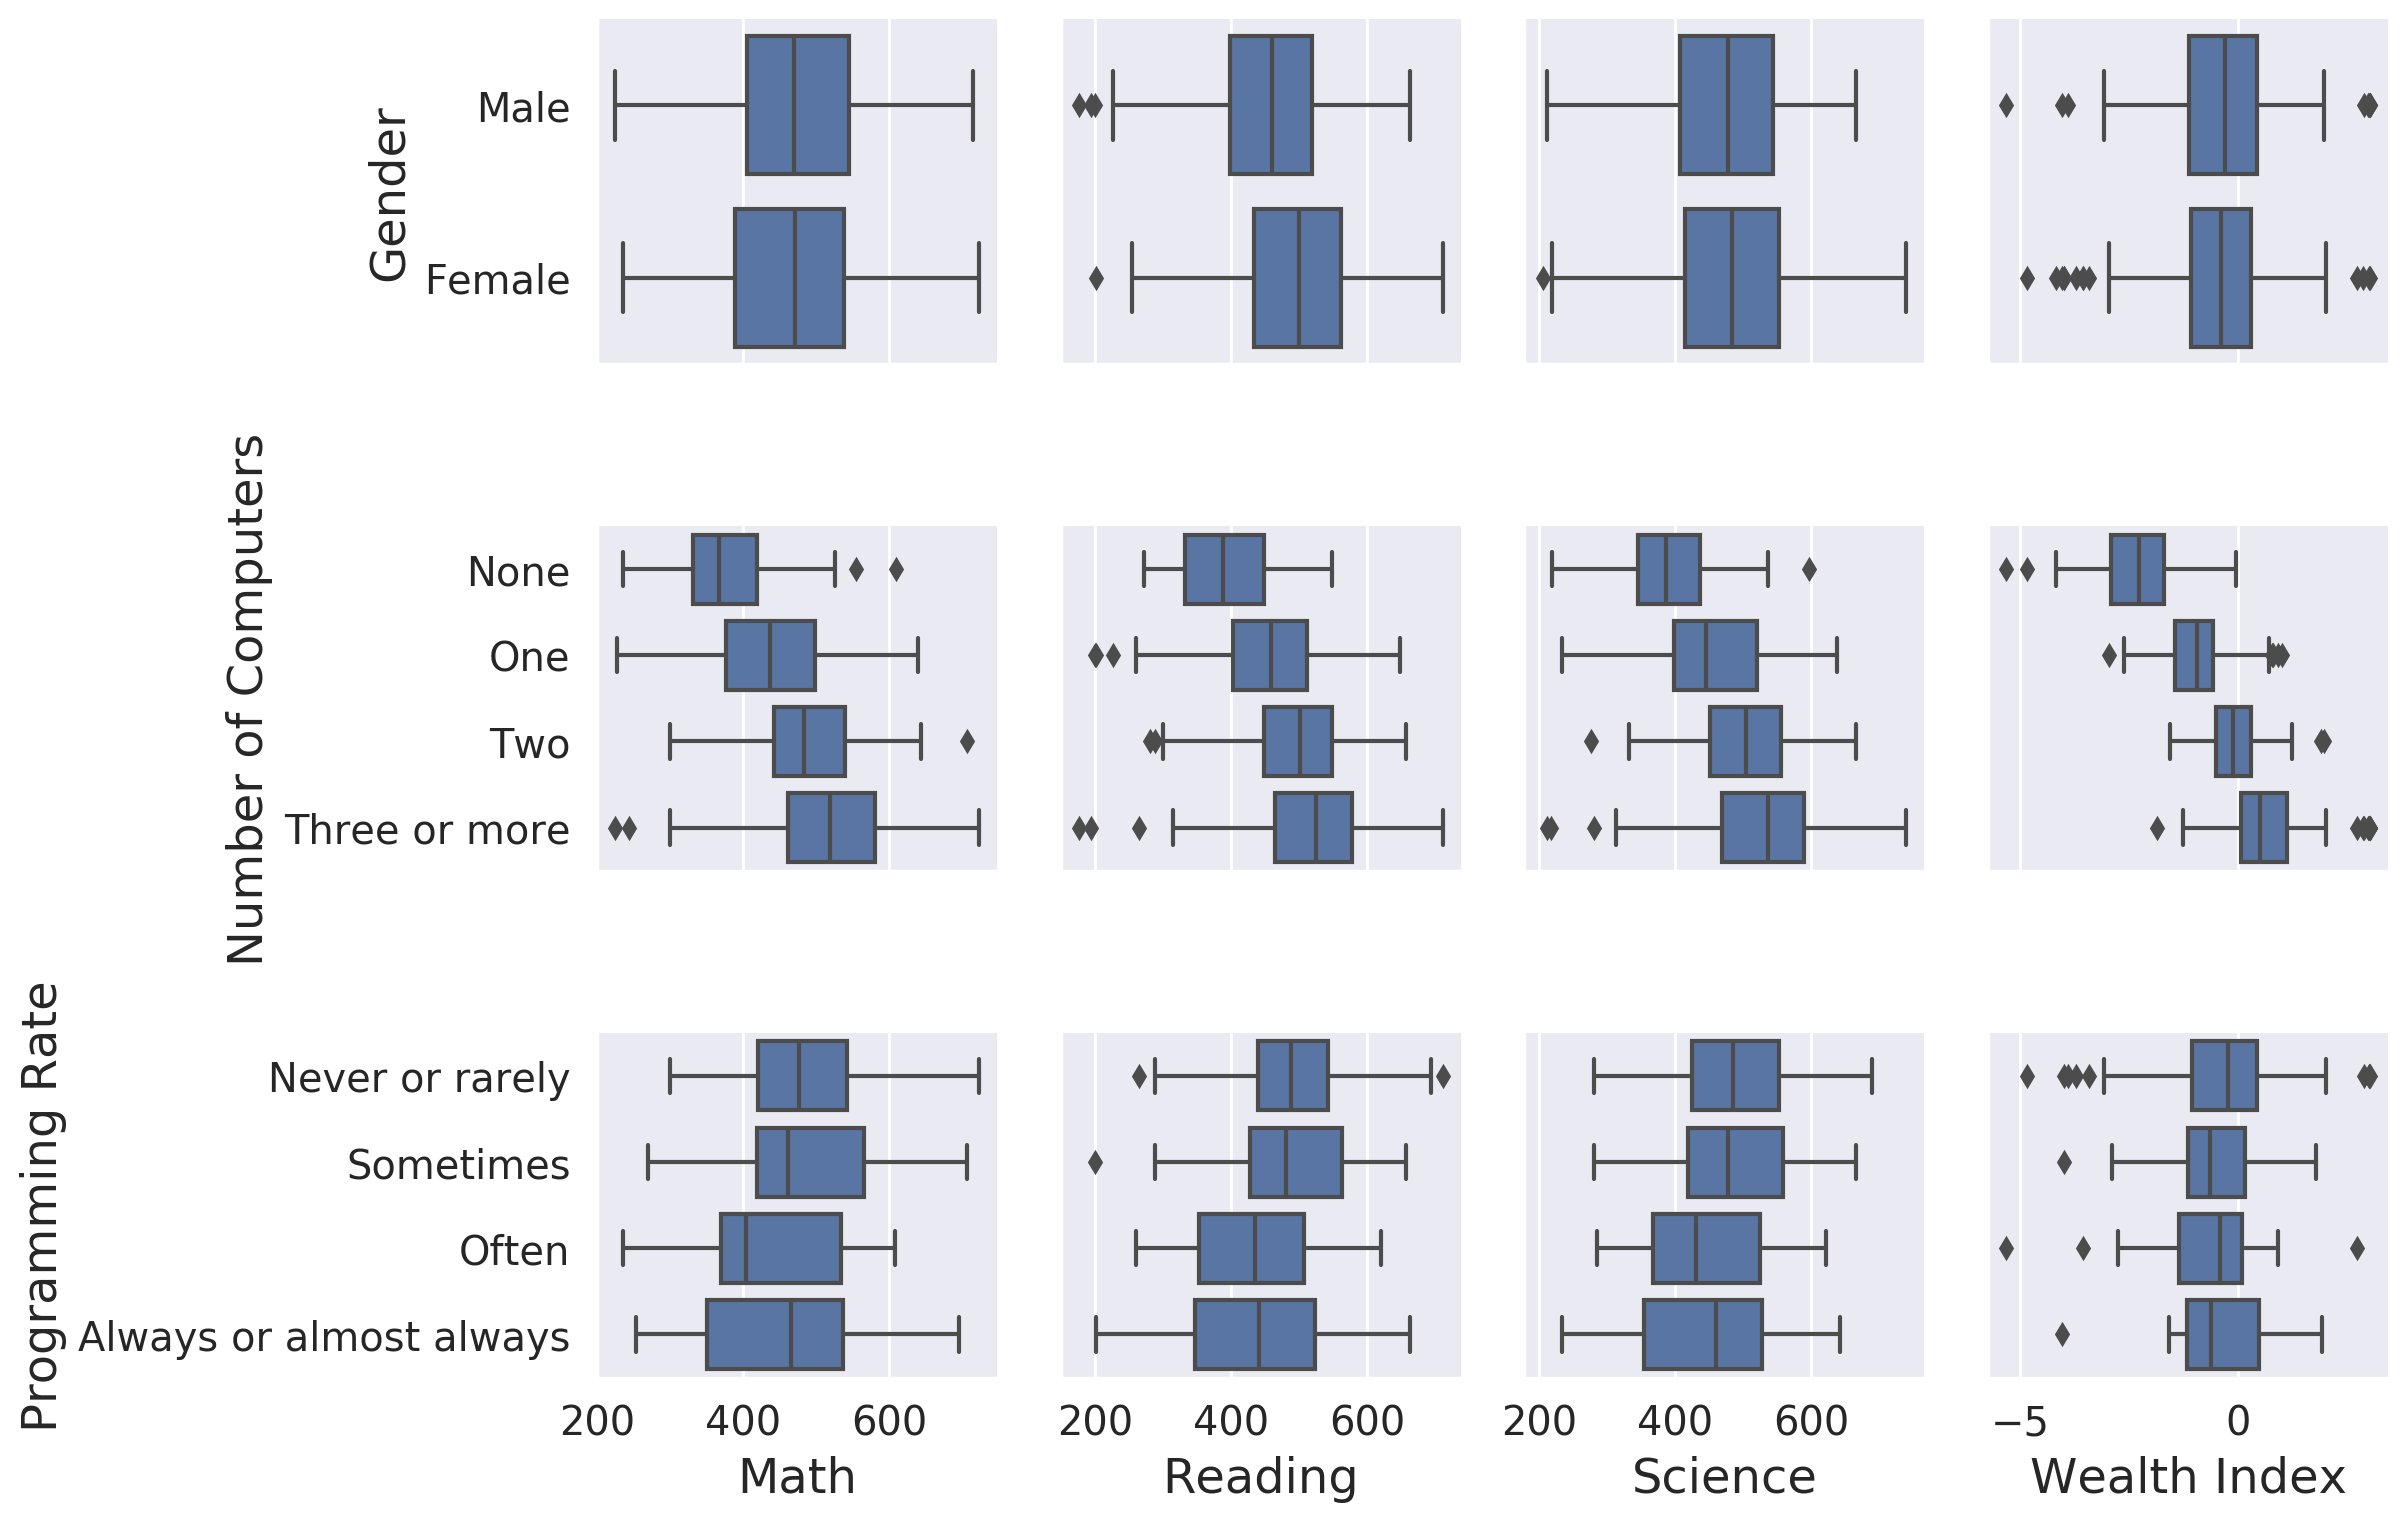 Gender
Male
Female
Number of Computers
None
One
Two
Three or more
Programming Rate
Never or rarely
Sometimes
Often
Always or almost always
200 400 600 200 400 600 200 400 600 −5 0
Math Reading Science Wealth Index